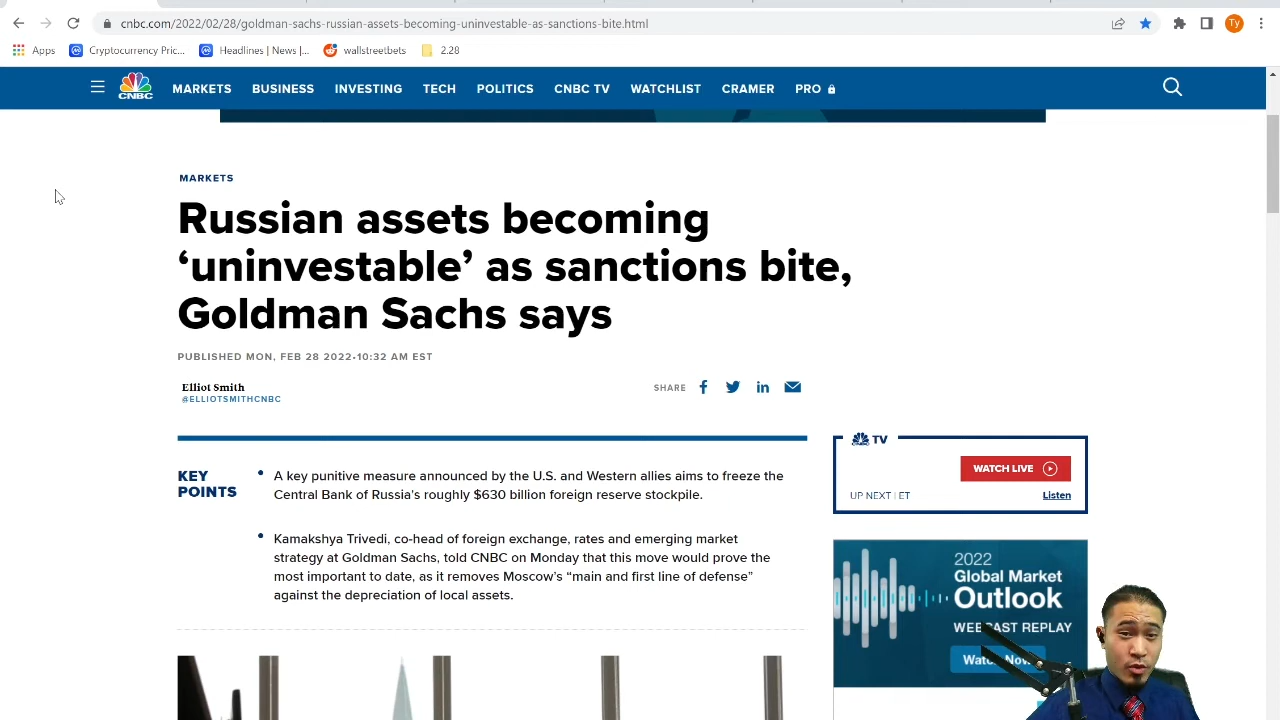 cnbc.com/2022/02/28/goldman-sachs-russian-assets-becoming-uninvestable-as-sanctions-bite.html
Ty
Apps
Cryptocurrency Pric...
Headlines | News |...
wallstreetbets
2.28
CNBC
MARKETS
BUSINESS
INVESTING
TECH
POLITICS
CNBC TV
WATCHLIST
CRAMER
PRO
MARKETS
Russian assets becoming
‘uninvestable’ as sanctions bite,
Goldman Sachs says
PUBLISHED MON, FEB 28 2022•10:32 AM EST
Elliot Smith
@ELLIOTSMITHCNBC
SHARE
KEY
POINTS
A key punitive measure announced by the U.S. and Western allies aims to freeze the
Central Bank of Russia’s roughly $630 billion foreign reserve stockpile.
Kamakshya Trivedi, co-head of foreign exchange, rates and emerging market
strategy at Goldman Sachs, told CNBC on Monday that this move would prove the
most important to date, as it removes Moscow’s “main and first line of defense”
against the depreciation of local assets.
CNBC TV
WATCH LIVE
UP NEXT | ET
Listen
2022
Global Market
Outlook
WEBCAST REPLAY
Watch Now